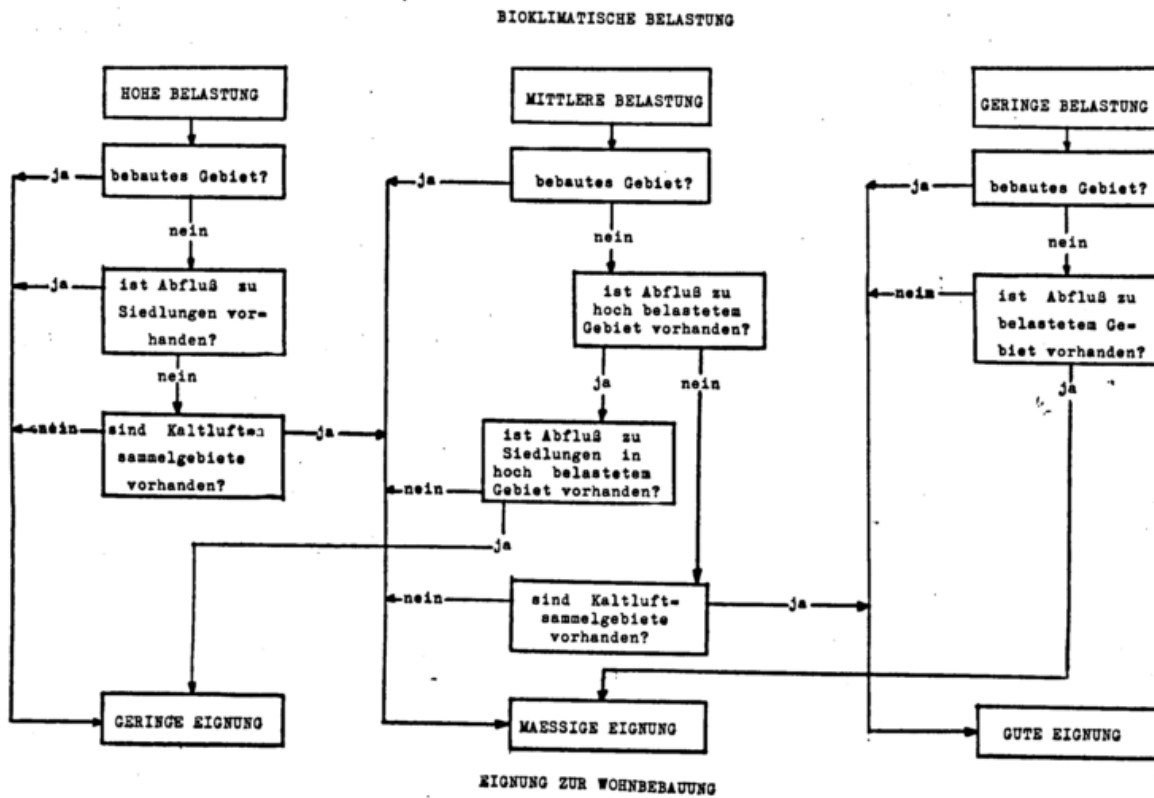 BIOKLIMATISCHE BELASTUNG
HOHE BELASTUNG
MITTLERE BELASTUNG
GERINGE BELASTUNG
ja
bebautes Gebiet?
ja
bebautes Gebiet?
ja
bebautes Gebiet?
nein
nein
nein
ja
ist Abfluß zu
Siedlungen vor=
handen?
ist Abfluß zu
hoch belastetem
Gebiet vorhanden?
nein
ist Abfluß zu
belastetem Ge=
biet vorhanden?
nein
ja
nein
ja
nein
sind Kaltluft=
sammelgebiete
vorhanden?
ja
ist Abfluß zu
Siedlungen in
hoch belastetem
Gebiet vorhanden?
nein
ja
nein
sind Kaltluft=
sammelgebiete
vorhanden?
ja
GERINGE EIGNUNG
MAESSIGE EIGNUNG
GUTE EIGNUNG
EIGNUNG ZUR WOHNBEBAUUNG